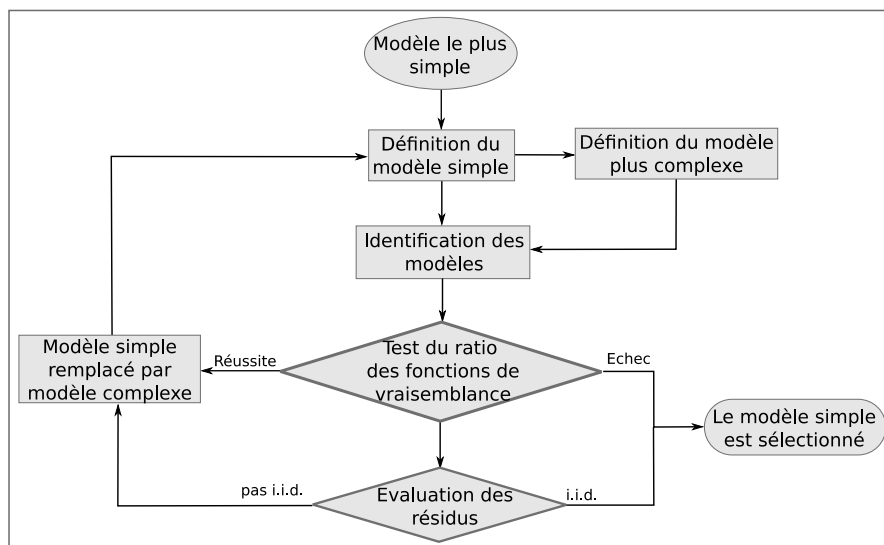 Modèle le plus
simple
Définition du
modèle simple
Définition du modèle
plus complexe
Identification des
modèles
Modèle simple
remplacé par
modèle complexe
Réussite
Test du ratio
des fonctions de
vraisemblance
Echec
Le modèle simple
est sélectionné
pas i.i.d.
Evaluation des
résidus
i.i.d.